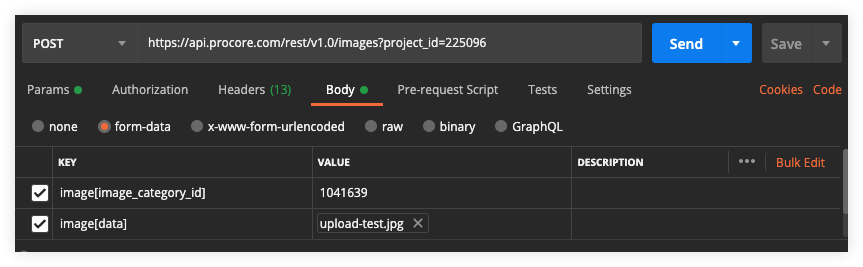 POST https://api.procore.com/rest/v1.0/images?project_id=225096 Send Save
Params Authorization Headers (13) Body Pre-request Script Tests Settings Cookies Code
none form-data x-www-form-urlencoded raw binary GraphQL
KEY VALUE DESCRIPTION ••• Bulk Edit
image[image_category_id] 1041639
image[data] upload-test.jpg